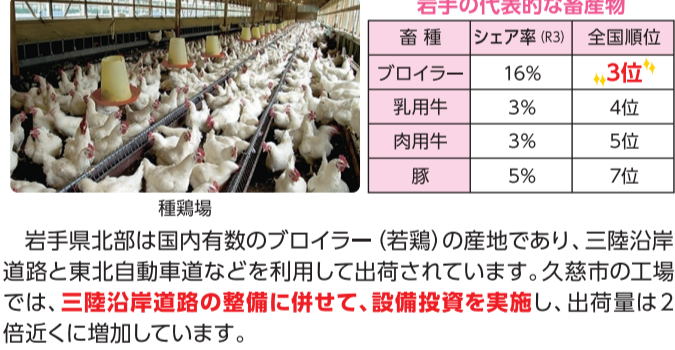 岩手の代表的な畜産物
畜種 シェア率(R3) 全国順位
ブロイラー 16% 3位
乳用牛 3% 4位
肉用牛 3% 5位
豚 5% 7位
種鶏場
岩手県北部は国内有数のブロイラー（若鶏）の産地であり、三陸沿岸
道路と東北自動車道などを利用して出荷されています。久慈市の工場
では、三陸沿岸道路の整備に併せて、設備投資を実施し、出荷量は２
倍近くに増加しています。